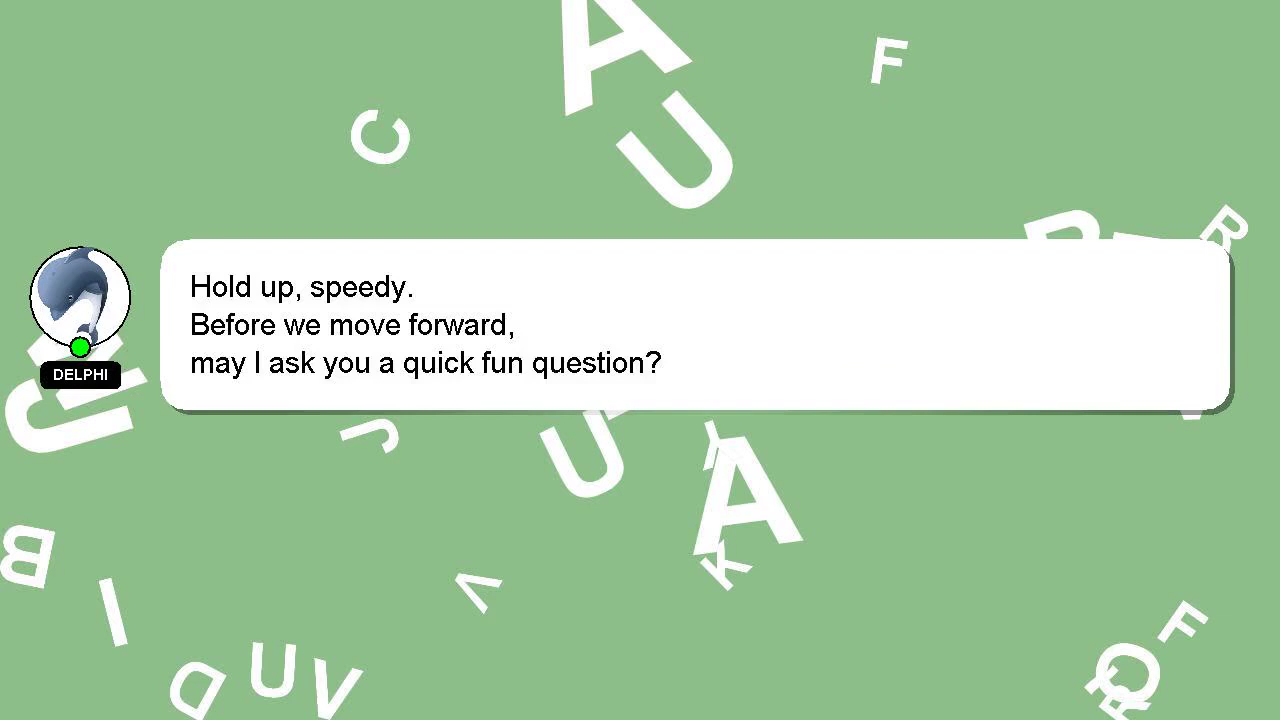 Hold up, speedy.
Before we move forward,
may I ask you a quick fun question?
DELPHI
A
F
C
U
R
U
J
U
A
K
B
I
V
D
U
V
F
Q
R